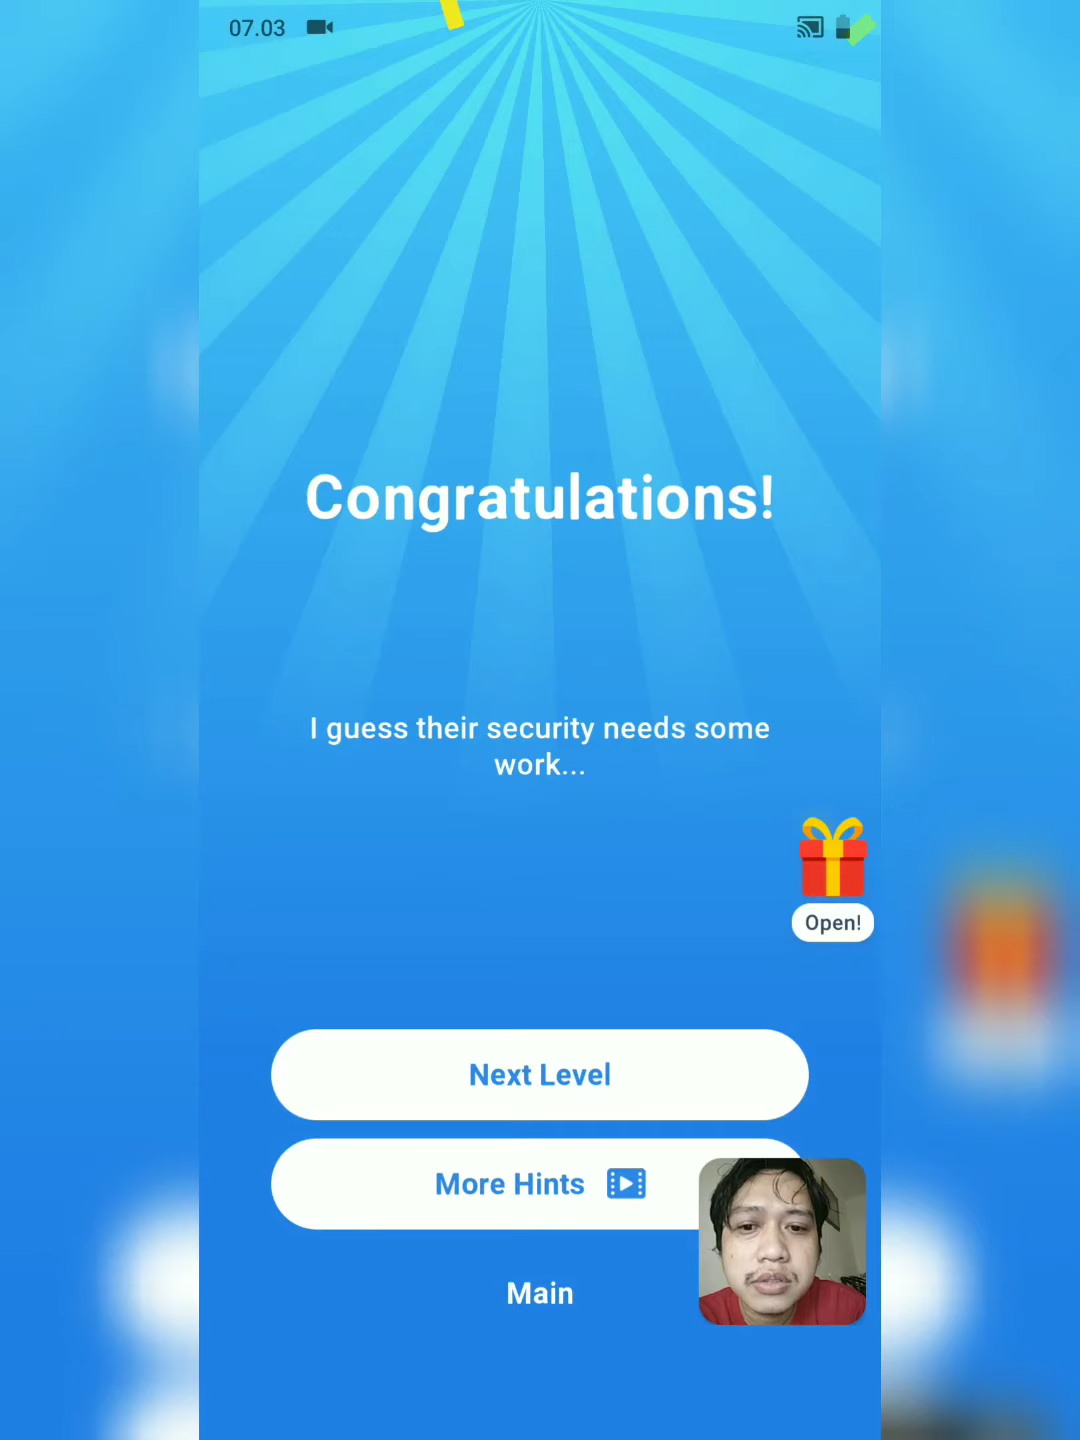 07.03
Congratulations!
I guess their security needs some
work...
Open!
Next Level
More Hints
Main